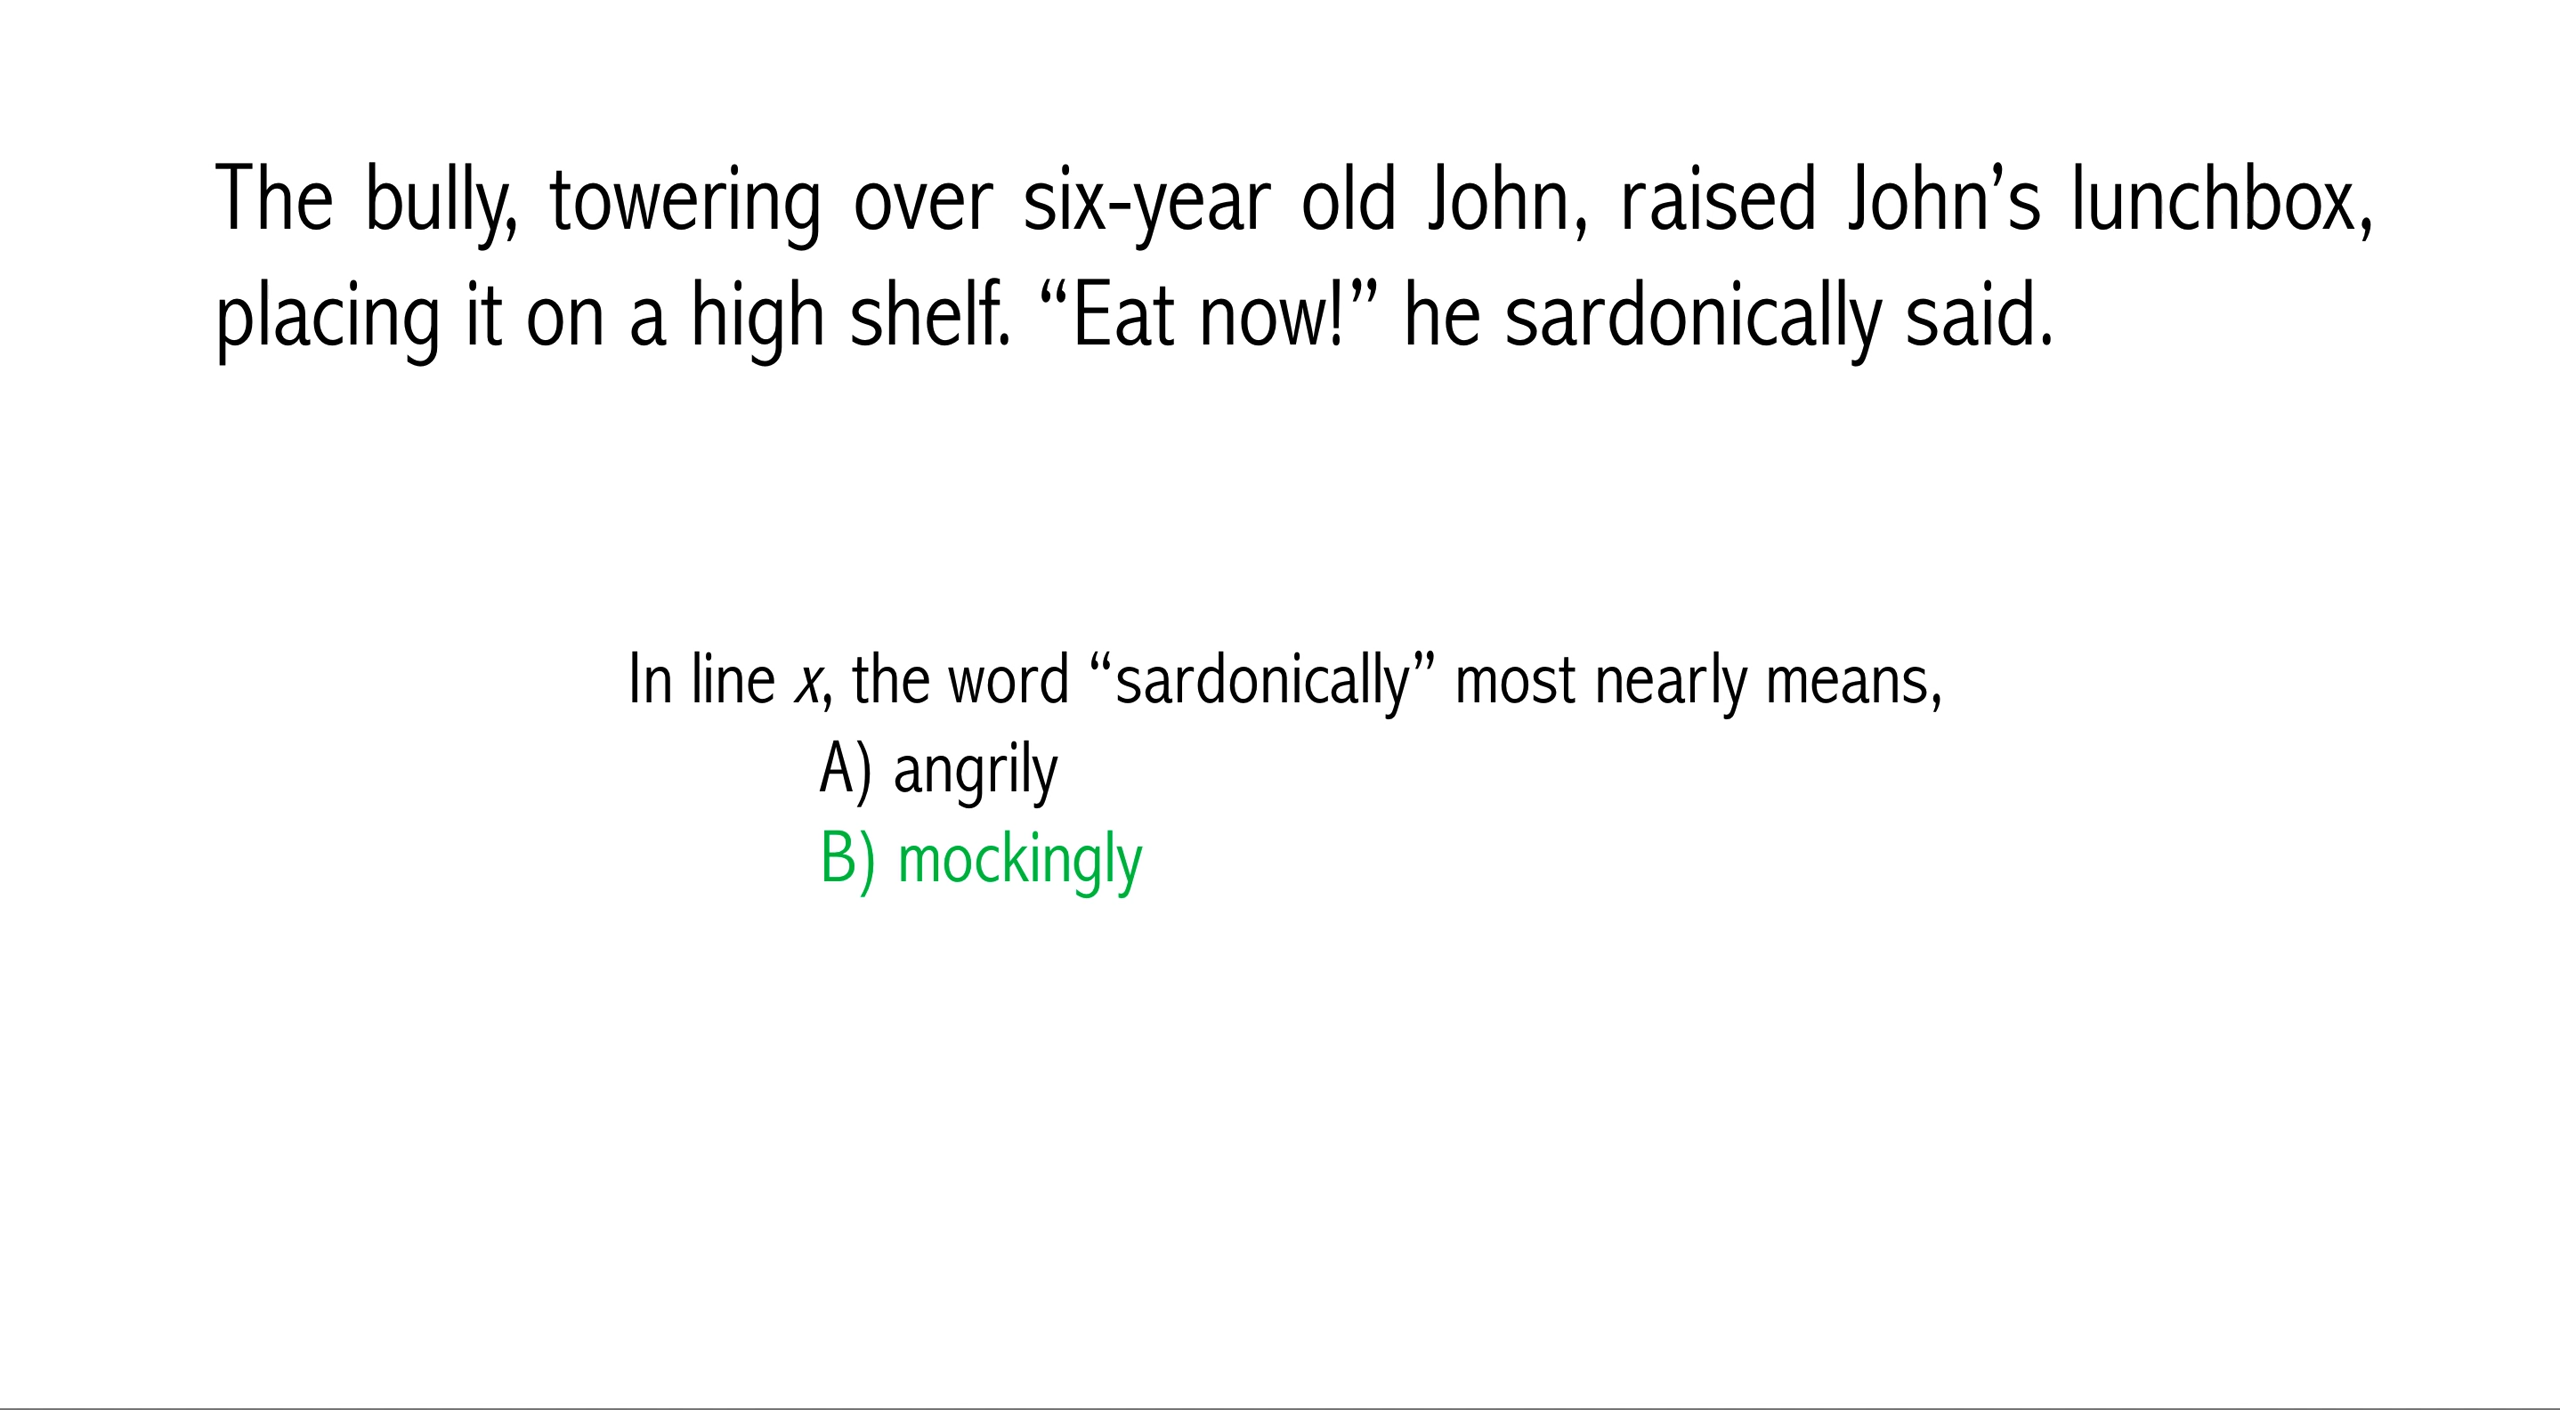 The bully, towering over six-year old John, raised John’s lunchbox,
placing it on a high shelf. “Eat now!” he sardonically said.
In line x, the word “sardonically” most nearly means,
A) angrily
B) mockingly